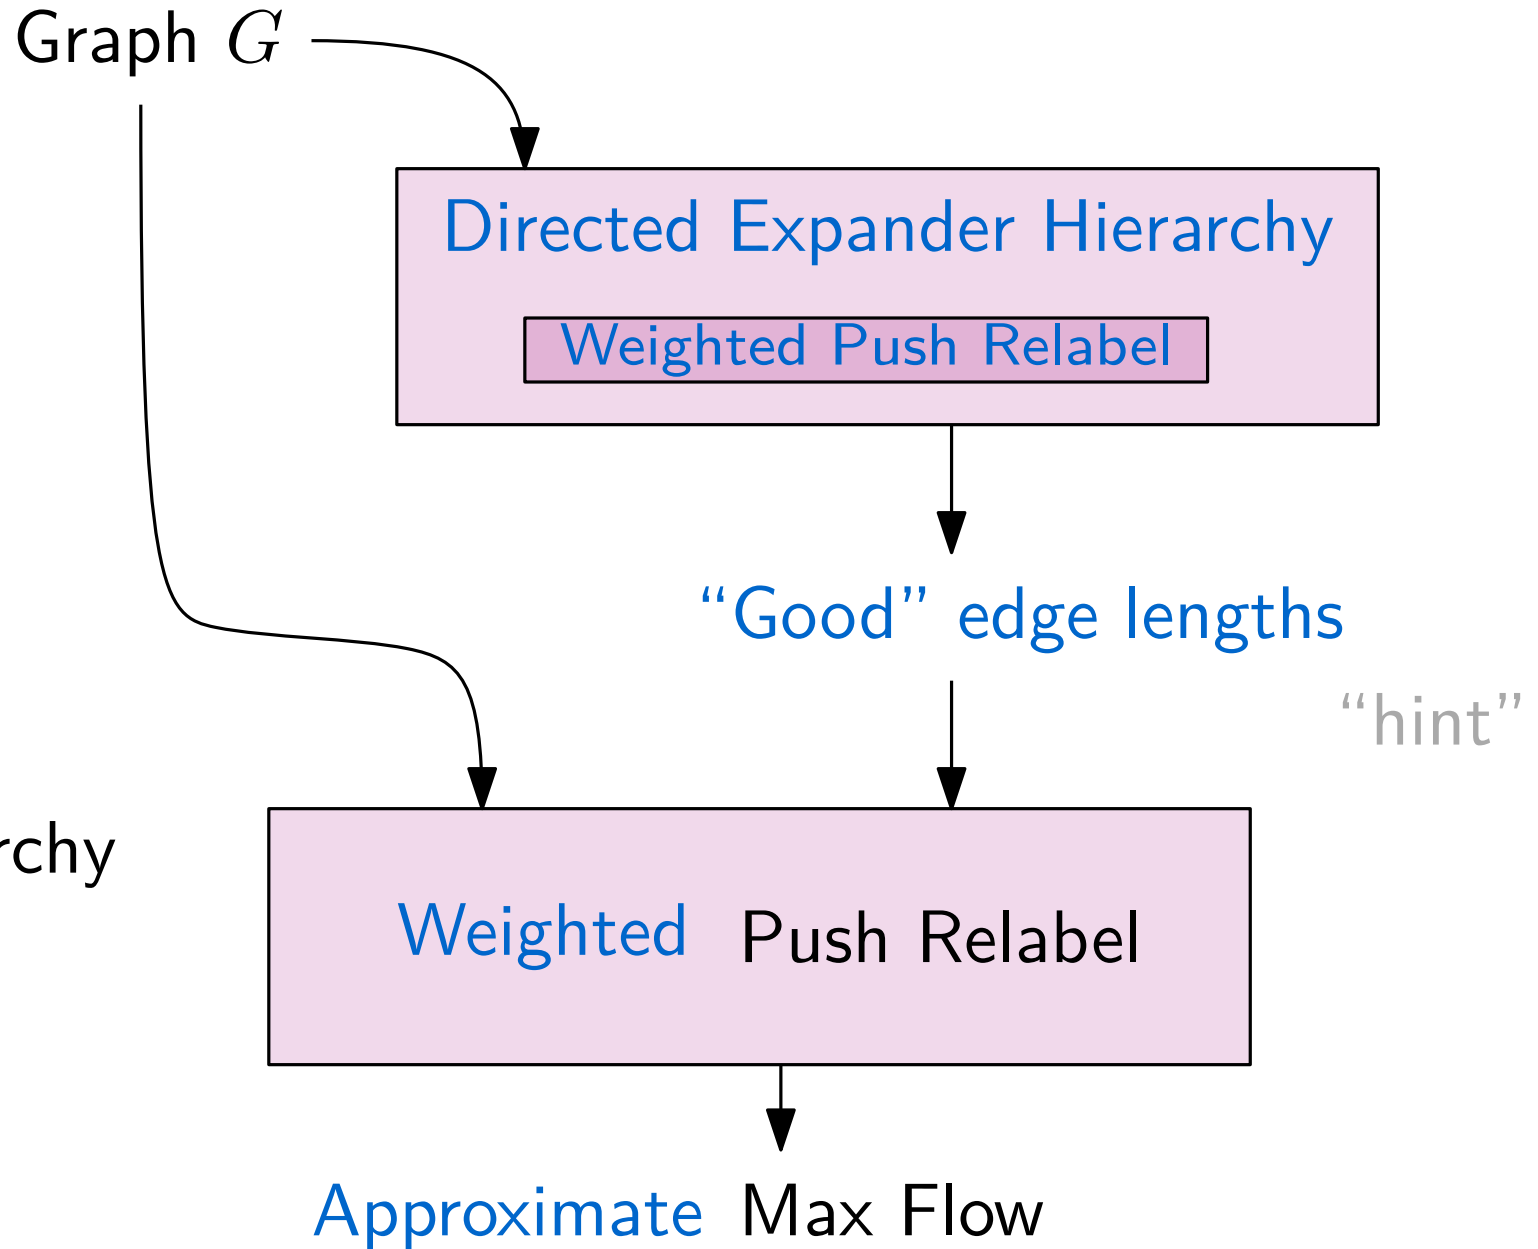 Graph G
Directed Expander Hierarchy
Weighted Push Relabel
“Good” edge lengths
“hint”
rchy
Weighted Push Relabel
Approximate Max Flow